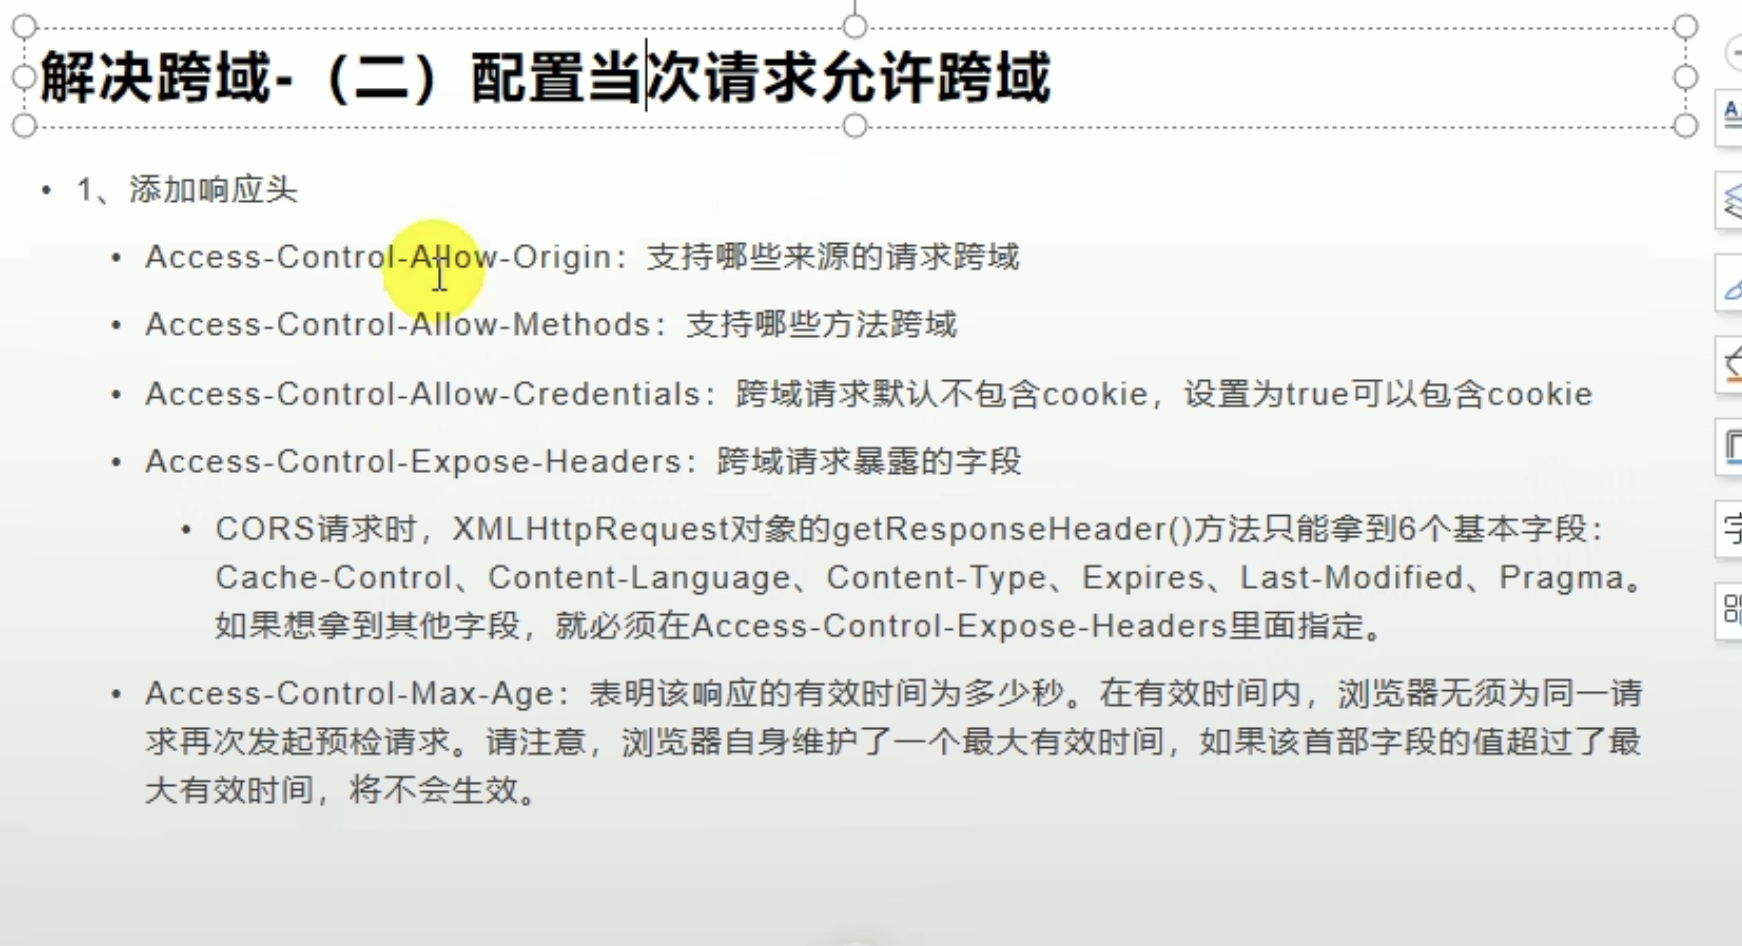 解决跨域-（二）配置当次请求允许跨域
• 1、添加响应头
• Access-Control-Allow-Origin：支持哪些来源的请求跨域
• Access-Control-Allow-Methods：支持哪些方法跨域
• Access-Control-Allow-Credentials：跨域请求默认不包含cookie，设置为true可以包含cookie
• Access-Control-Expose-Headers：跨域请求暴露的字段
• CORS请求时，XMLHttpRequest对象的getResponseHeader()方法只能拿到6个基本字段：
Cache-Control、Content-Language、Content-Type、Expires、Last-Modified、Pragma。
如果想拿到其他字段，就必须在Access-Control-Expose-Headers里面指定。
• Access-Control-Max-Age：表明该响应的有效时间为多少秒。在有效时间内，浏览器无须为同一请
求再次发起预检请求。请注意，浏览器自身维护了一个最大有效时间，如果该首部字段的值超过了最
大有效时间，将不会生效。